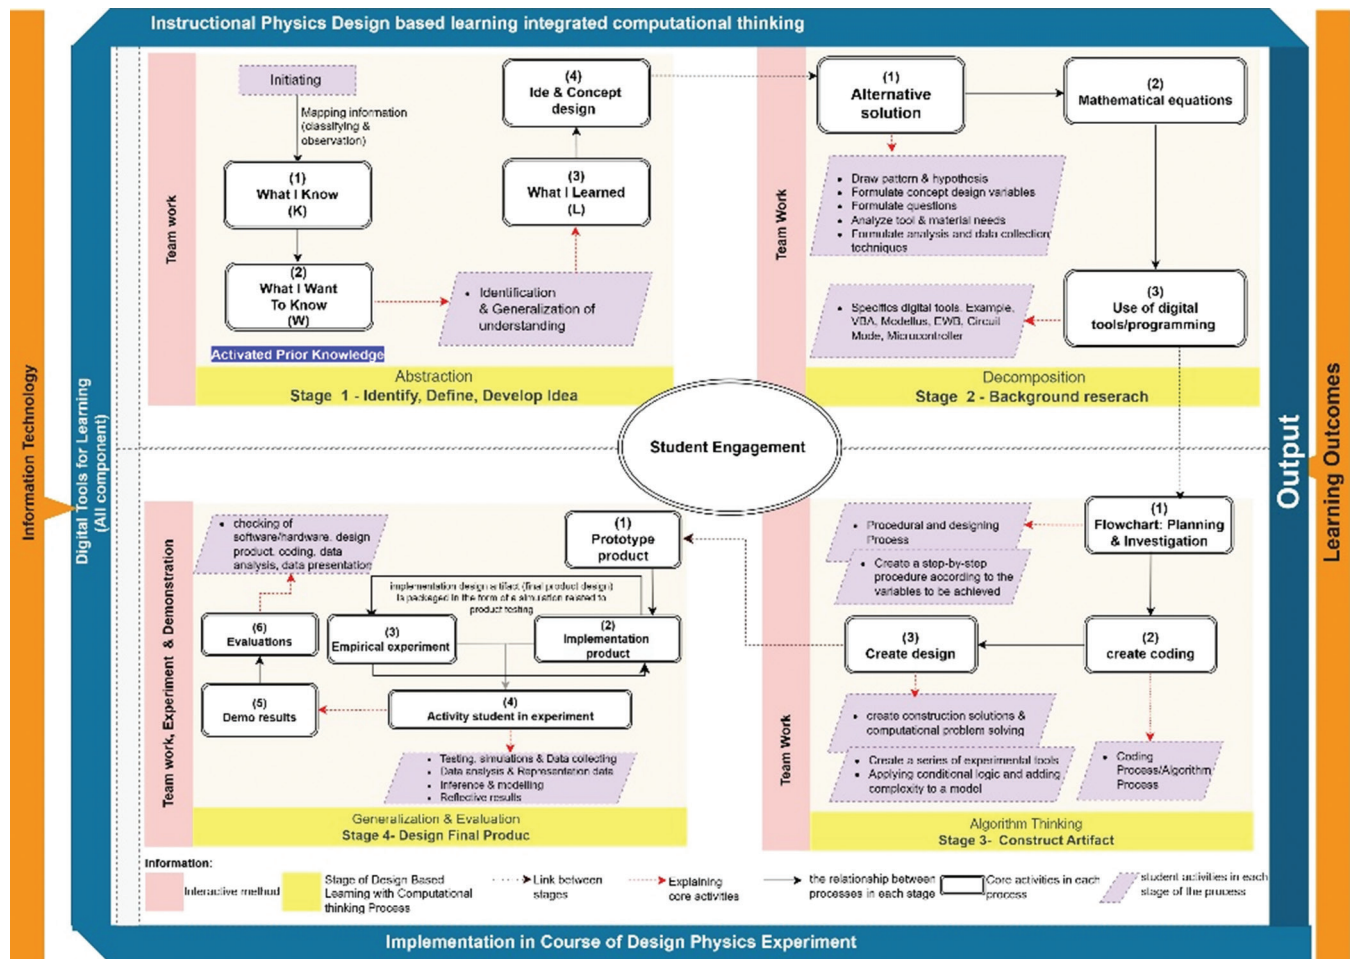 Instructional Physics Design based learning integrated computational thinking
Information Technology
Digital Tools for Learning
(All component)
Team work
Initiating
Mapping information
(classifying &
observation)
(1)
What I Know
(K)
(2)
What I Want
To Know
(W)
Activated Prior Knowledge
(4)
Ide & Concept
design
(3)
What I Learned
(L)
• Identification
& Generalization of
understanding
Abstraction
Stage 1 - Identify, Define, Develop Idea
Team Work
(1)
Alternative
solution
(2)
Mathematical equations
• Draw pattern & hypothesis
• Formulate concept design variables
• Formulate questions
• Analyze tool & material needs
• Formulate analysis and data collection
techniques
(3)
Use of digital
tools/programming
• Specifics digital tools. Example,
VBA, Modellus, EWB, Circuit
Mode, Microcontroller
Decomposition
Stage 2 - Background reserach
Student Engagement
Output
Learning Outcomes
Team work, Experiment & Demonstration
• checking of
software/hardware, design
product, coding, data
analysis, data presentation
(1)
Prototype
product
implementation design artifact (final product design)
is packaged in the form of a simulation related to
product testing
(6)
Evaluations
(3)
Empirical experiment
(2)
Implementation
product
(5)
Demo results
(4)
Activity student in experiment
• Testing, simulations & Data collecting
• Data analysis & Representation data
• Inference & modelling
• Reflective results
Generalization & Evaluation
Stage 4- Design Final Produc
Team Work
• Procedural and designing
Process
• Create a step-by-step
procedure according to the
variables to be achieved
(1)
Flowchart: Planning
& Investigation
(3)
Create design
(2)
create coding
• create construction solutions &
computational problem solving
• Create a series of experimental tools
• Applying conditional logic and adding
complexity to a model
• Coding
Process/Algorithm
Process
Algorithm Thinking
Stage 3- Construct Artifact
Information:
Interactive method
Stage of Design Based
Learning with Computational
thinking Process
Link between
stages
Explaining
core activities
the relationship between
processes in each stage
Core activities in each
process
student activities in each
stage of the process
Implementation in Course of Design Physics Experiment